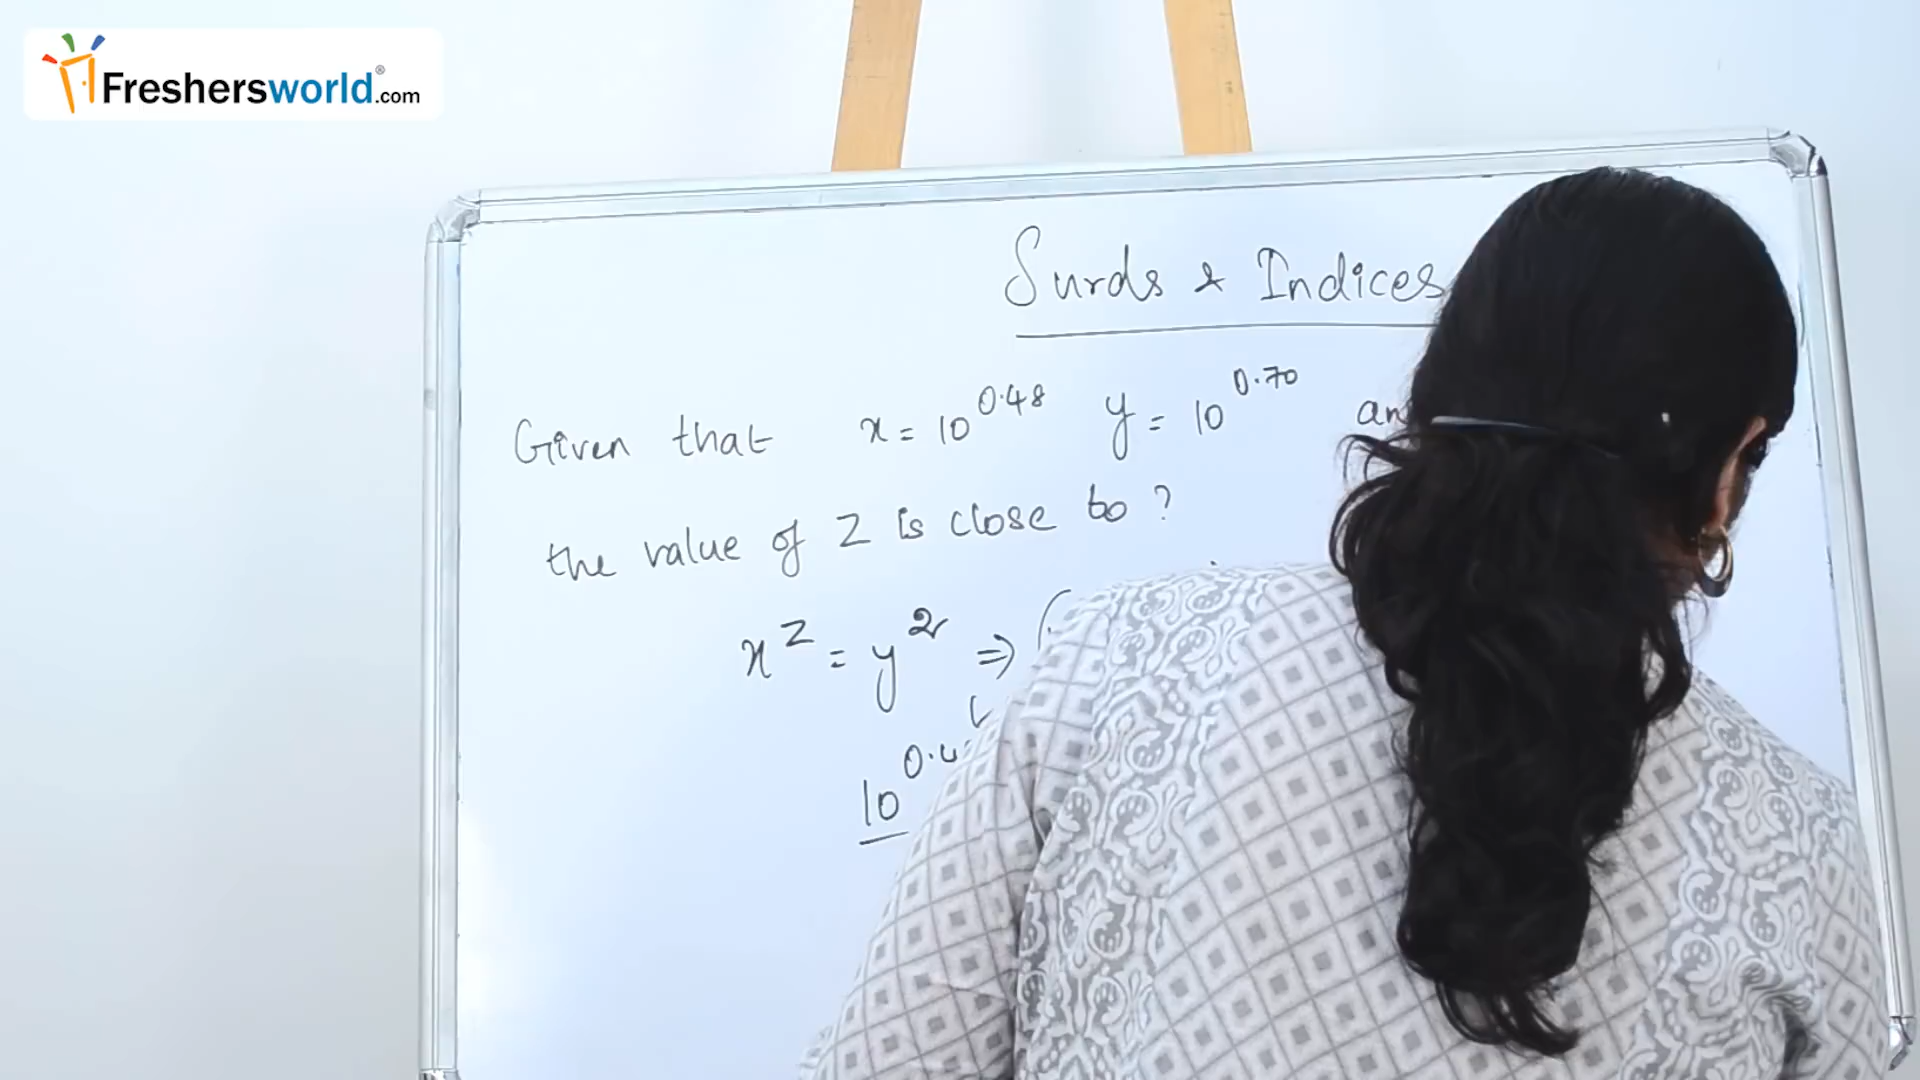 Freshersworld.com
Surds & Indices
Given that x = 10^0.48 y = 10^0.70
the value of Z is close to ?
x^Z = y^2 ⇒ (
10^0.4